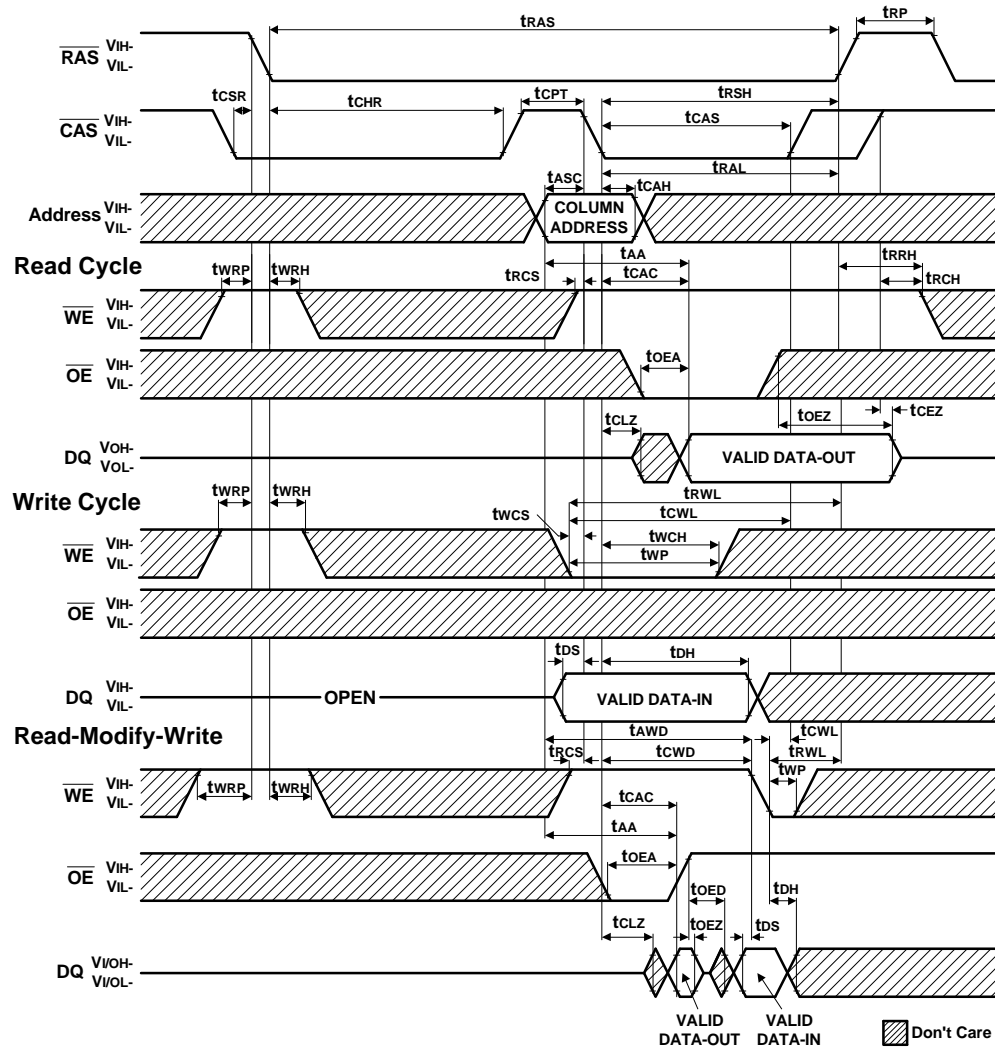 tRAS
tRP
RAS VIH-
VIL-
tCSR
tCHR
tCPT
tRSH
CAS VIH-
VIL-
tCAS
tRAL
tASC
tCAH
Address VIH-
VIL-
COLUMN
ADDRESS
Read Cycle
tWRP
tWRH
tAA
tRCS
tCAC
tRRH
tRCH
WE VIH-
VIL-
OE VIH-
VIL-
tOEA
tCLZ
tOEZ
tCEZ
DQ VOH-
VOL-
VALID DATA-OUT
Write Cycle
tWRP
tWRH
tRWL
tCWL
tWCS
tWCH
tWP
WE VIH-
VIL-
OE VIH-
VIL-
tDS
tDH
DQ VIH-
VIL-
OPEN
VALID DATA-IN
Read-Modify-Write
tAWD
tCWL
tRCS
tCWD
tRWL
WE VIH-
VIL-
tWRP
tWRH
tWP
tCAC
tAA
OE VIH-
VIL-
tOEA
tOED
tDH
tCLZ
tOEZ
tDS
DQ VI/OH-
VI/OL-
VALID
DATA-OUT
VALID
DATA-IN
Don't Care